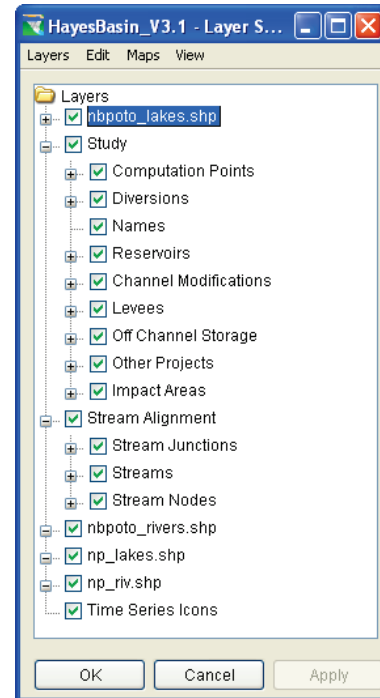 HayesBasin_V3.1 - Layer S...
Layers Edit Maps View
Layers
nbpoto_lakes.shp
Study
Computation Points
Diversions
Names
Reservoirs
Channel Modifications
Levees
Off Channel Storage
Other Projects
Impact Areas
Stream Alignment
Stream Junctions
Streams
Stream Nodes
nbpoto_rivers.shp
np_lakes.shp
np_riv.shp
Time Series Icons
OK Cancel Apply